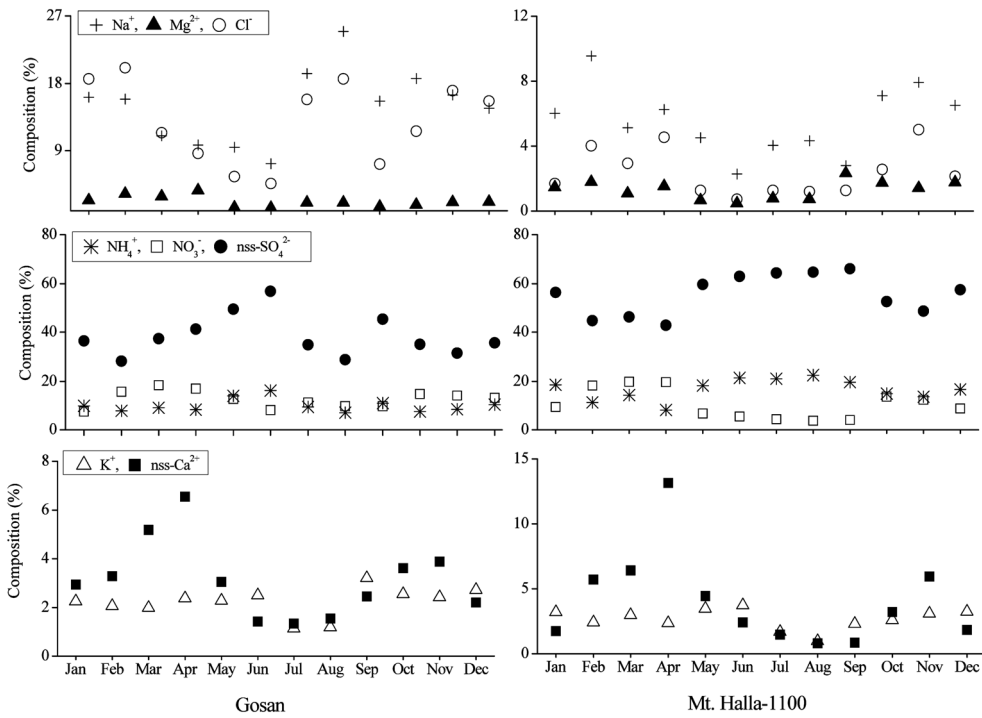 27
18
9
Composition (%)
Na⁺, Mg²⁺, Cl⁻
12
8
4
0
Composition (%)
NH₄⁺, NO₃⁻, nss-SO₄²⁻
80
60
40
20
0
80
60
40
20
0
Composition (%)
K⁺, nss-Ca²⁺
8
6
4
2
0
15
10
5
0
Jan Feb Mar Apr May Jun Jul Aug Sep Oct Nov Dec
Jan Feb Mar Apr May Jun Jul Aug Sep Oct Nov Dec
Gosan
Mt. Halla-1100